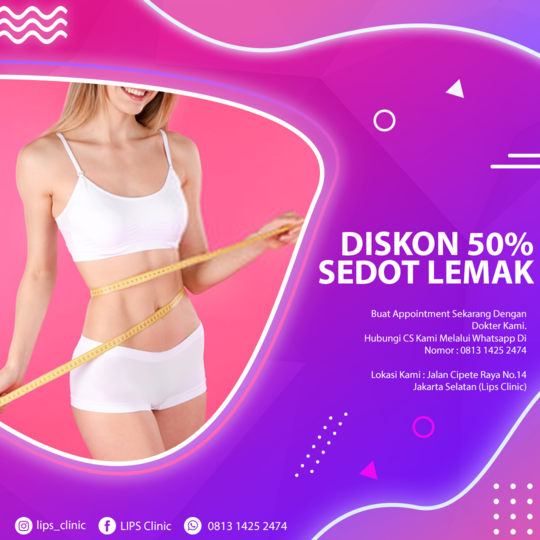 DISKON 50%
SEDOT LEMAK
Buat Appointment Sekarang Dengan
Dokter Kami.
Hubungi CS Kami Melalui Whatsapp Di
Nomor : 0813 1425 2474
Lokasi Kami : Jalan Cipete Raya No.14
Jakarta Selatan (Lips Clinic)
lips_clinic LIPS Clinic 0813 1425 2474